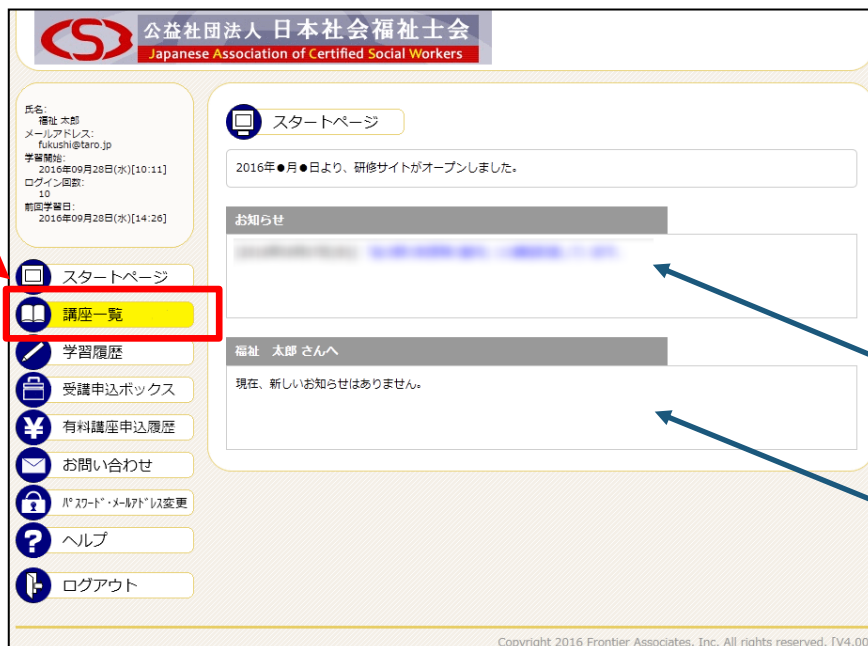 公益社団法人 日本社会福祉士会
Japanese Association of Certified Social Workers
氏名:
福祉 太郎
メールアドレス:
fukushi@taro.jp
学習開始:
2016年09月28日(水)[10:11]
ログイン回数:
10
前回学習日:
2016年09月28日(水)[14:26]
スタートページ
講座一覧
学習履歴
受講申込ボックス
有料講座申込履歴
お問い合わせ
ﾊﾟｽﾜｰﾄﾞ・ﾒｰﾙｱﾄﾞﾚｽ変更
ヘルプ
ログアウト
スタートページ
2016年●月●日より、研修サイトがオープンしました。
お知らせ
福祉 太郎 さんへ
現在、新しいお知らせはありません。
Copyright 2016 Frontier Associates, Inc. All rights reserved. [V4.00